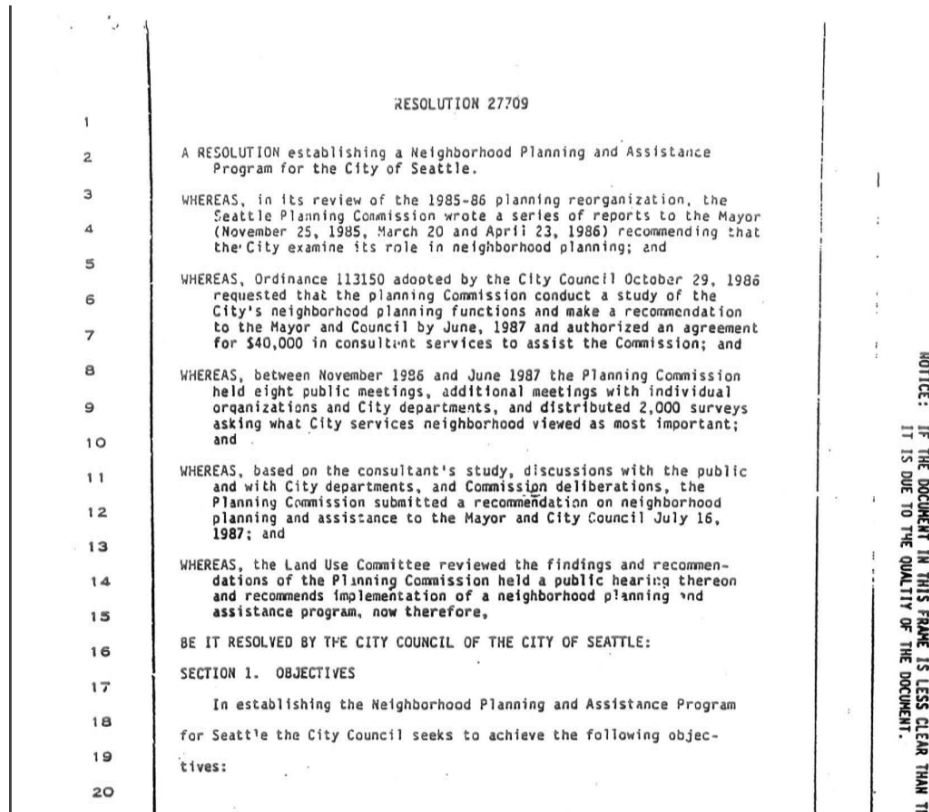 RESOLUTION 27709
1
2 A RESOLUTION establishing a Neighborhood Planning and Assistance
Program for the City of Seattle.
3 WHEREAS, in its review of the 1985-86 planning reorganization, the
Seattle Planning Commission wrote a series of reports to the Mayor
4 (November 25, 1985, March 20 and April 23, 1986) recommending that
the City examine its role in neighborhood planning; and
5
WHEREAS, Ordinance 113150 adopted by the City Council October 29, 1986
6 requested that the planning Commission conduct a study of the
City's neighborhood planning functions and make a recommendation
7 to the Mayor and Council by June, 1987 and authorized an agreement
for $40,000 in consultent services to assist the Commission; and
8 WHEREAS, between November 1986 and June 1987 the Planning Commission
held eight public meetings, additional meetings with individual
9 organizations and City departments, and distributed 2,000 surveys
asking what City services neighborhood viewed as most important;
10 and
11 WHEREAS, based on the consultant's study, discussions with the public
and with City departments, and Commission deliberations, the
12 Planning Commission submitted a recommendation on neighborhood
planning and assistance to the Mayor and City Council July 16,
1987; and
13
WHEREAS, the Land Use Committee reviewed the findings and recommen-
14 dations of the Planning Commission held a public hearing thereon
and recommends implementation of a neighborhood planning and
15 assistance program, now therefore,
16 BE IT RESOLVED BY THE CITY COUNCIL OF THE CITY OF SEATTLE:
SECTION 1. OBJECTIVES
17
In establishing the Neighborhood Planning and Assistance Program
18
for Seattle the City Council seeks to achieve the following objec-
19
tives:
20
NOTICE: IF THE DOCUMENT IN THIS FRAME IS LESS CLEAR THAN
IT IS DUE TO THE QUALTIY OF THE DOCUMENT.